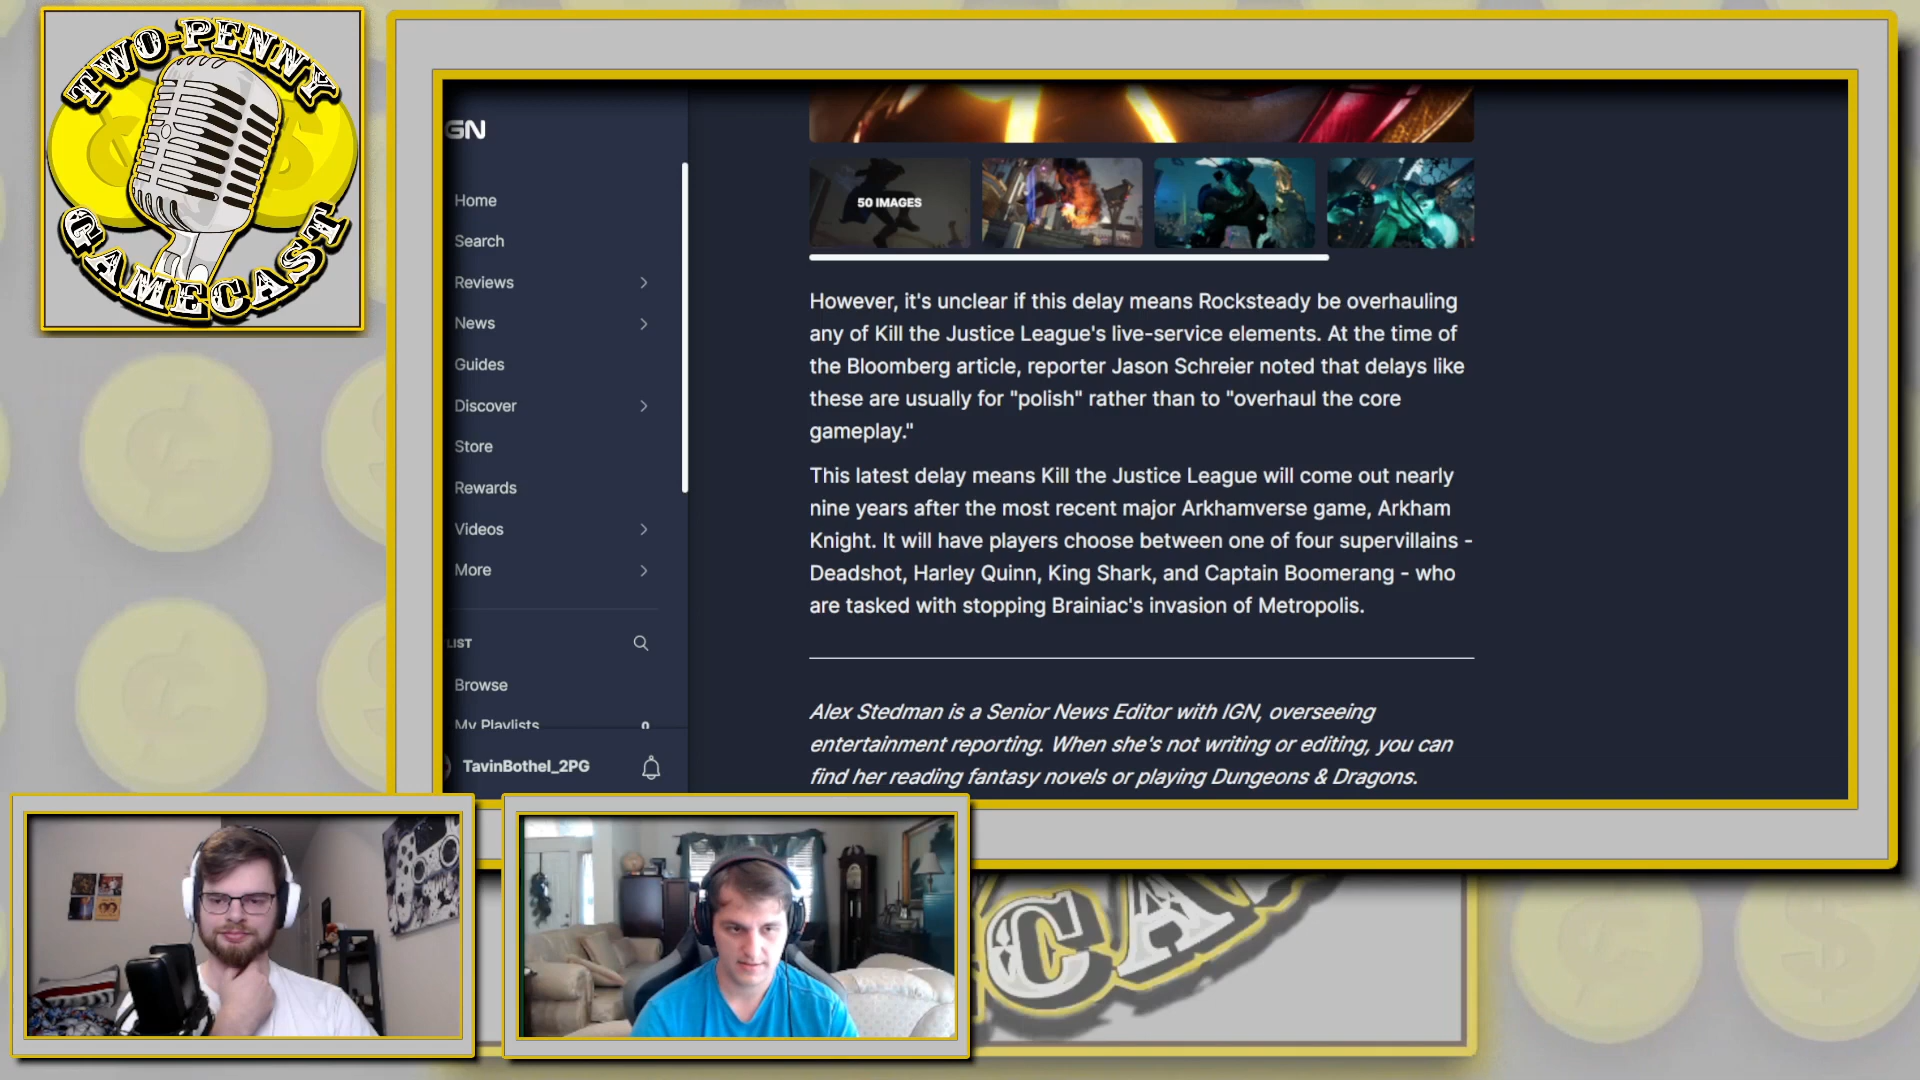 TWO-PENNY
GAMECAST
GN
Home
Search
Reviews
News
Guides
Discover
Store
Rewards
Videos
More
LIST
Browse
My Playlists 0
TavinBothel_2PG
50 IMAGES
However, it's unclear if this delay means Rocksteady be overhauling
any of Kill the Justice League's live-service elements. At the time of
the Bloomberg article, reporter Jason Schreier noted that delays like
these are usually for "polish" rather than to "overhaul the core
gameplay."
This latest delay means Kill the Justice League will come out nearly
nine years after the most recent major Arkhamverse game, Arkham
Knight. It will have players choose between one of four supervillains -
Deadshot, Harley Quinn, King Shark, and Captain Boomerang - who
are tasked with stopping Brainiac's invasion of Metropolis.
Alex Stedman is a Senior News Editor with IGN, overseeing
entertainment reporting. When she's not writing or editing, you can
find her reading fantasy novels or playing Dungeons & Dragons.
CA